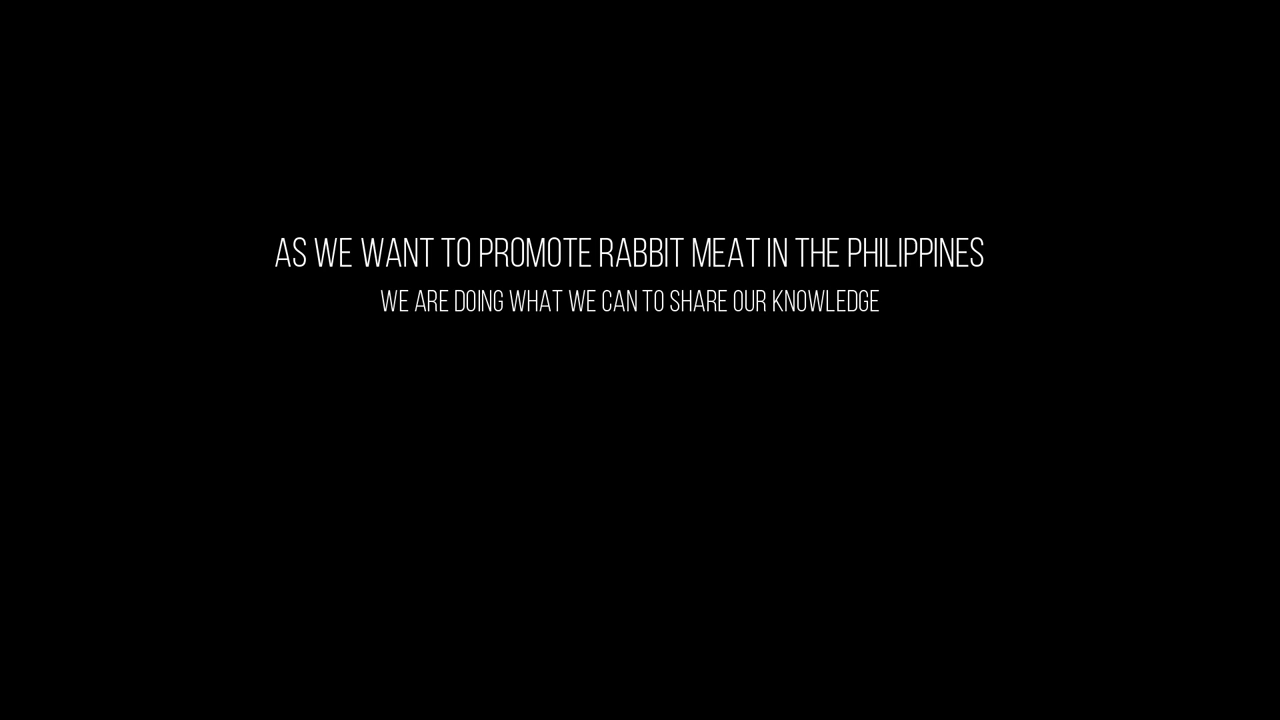 AS WE WANT TO PROMOTE RABBIT MEAT IN THE PHILIPPINES
WE ARE DOING WHAT WE CAN TO SHARE OUR KNOWLEDGE